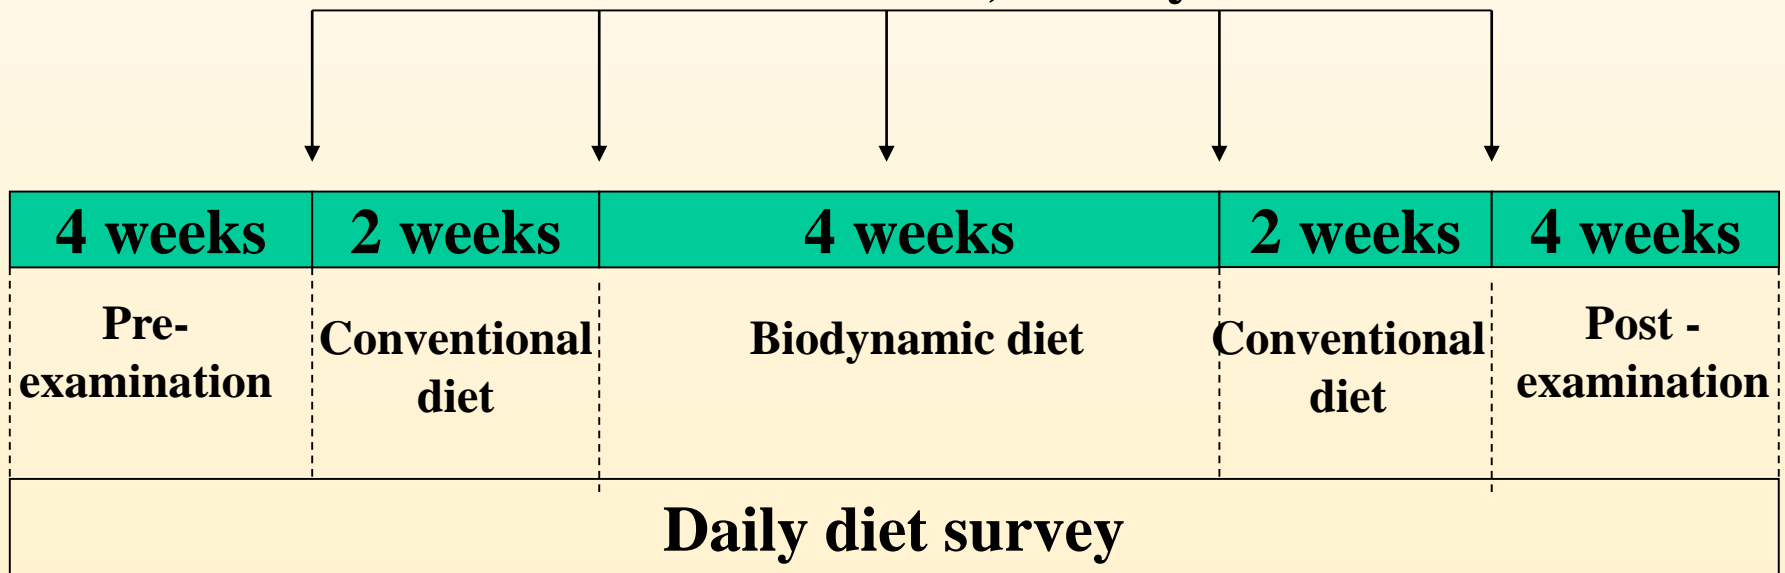 4 weeks 2 weeks 4 weeks 2 weeks 4 weeks
Pre-
examination
Conventional
diet
Biodynamic diet
Conventional
diet
Post -
examination
Daily diet survey